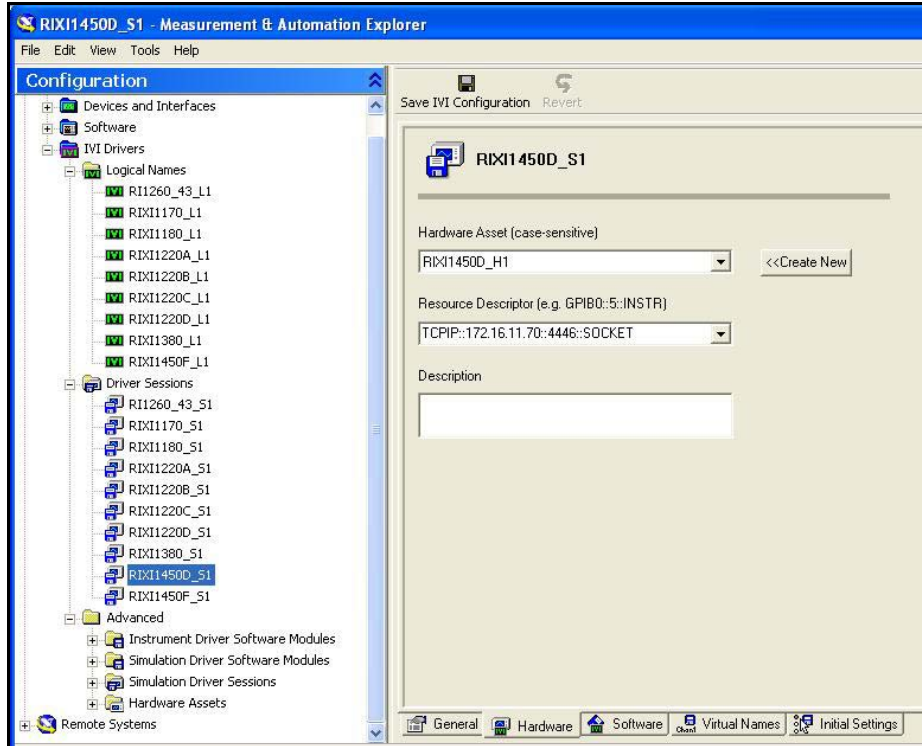 RIXI1450D_S1 - Measurement & Automation Explorer
File Edit View Tools Help
Configuration
Devices and Interfaces
Software
IVI Drivers
Logical Names
RI1260_43_L1
RIXI1170_L1
RIXI1180_L1
RIXI1220A_L1
RIXI1220B_L1
RIXI1220C_L1
RIXI1220D_L1
RIXI1380_L1
RIXI1450F_L1
Driver Sessions
RI1260_43_S1
RIXI1170_S1
RIXI1180_S1
RIXI1220A_S1
RIXI1220B_S1
RIXI1220C_S1
RIXI1220D_S1
RIXI1380_S1
RIXI1450D_S1
RIXI1450F_S1
Advanced
Instrument Driver Software Modules
Simulation Driver Software Modules
Simulation Driver Sessions
Hardware Assets
Remote Systems
Save IVI Configuration Revert
RIXI1450D_S1
Hardware Asset (case-sensitive)
RIXI1450D_H1
<<Create New
Resource Descriptor (e.g. GPIB0::5::INSTR)
TCPIP::172.16.11.70::4446::SOCKET
Description
General Hardware Software Virtual Names Initial Settings